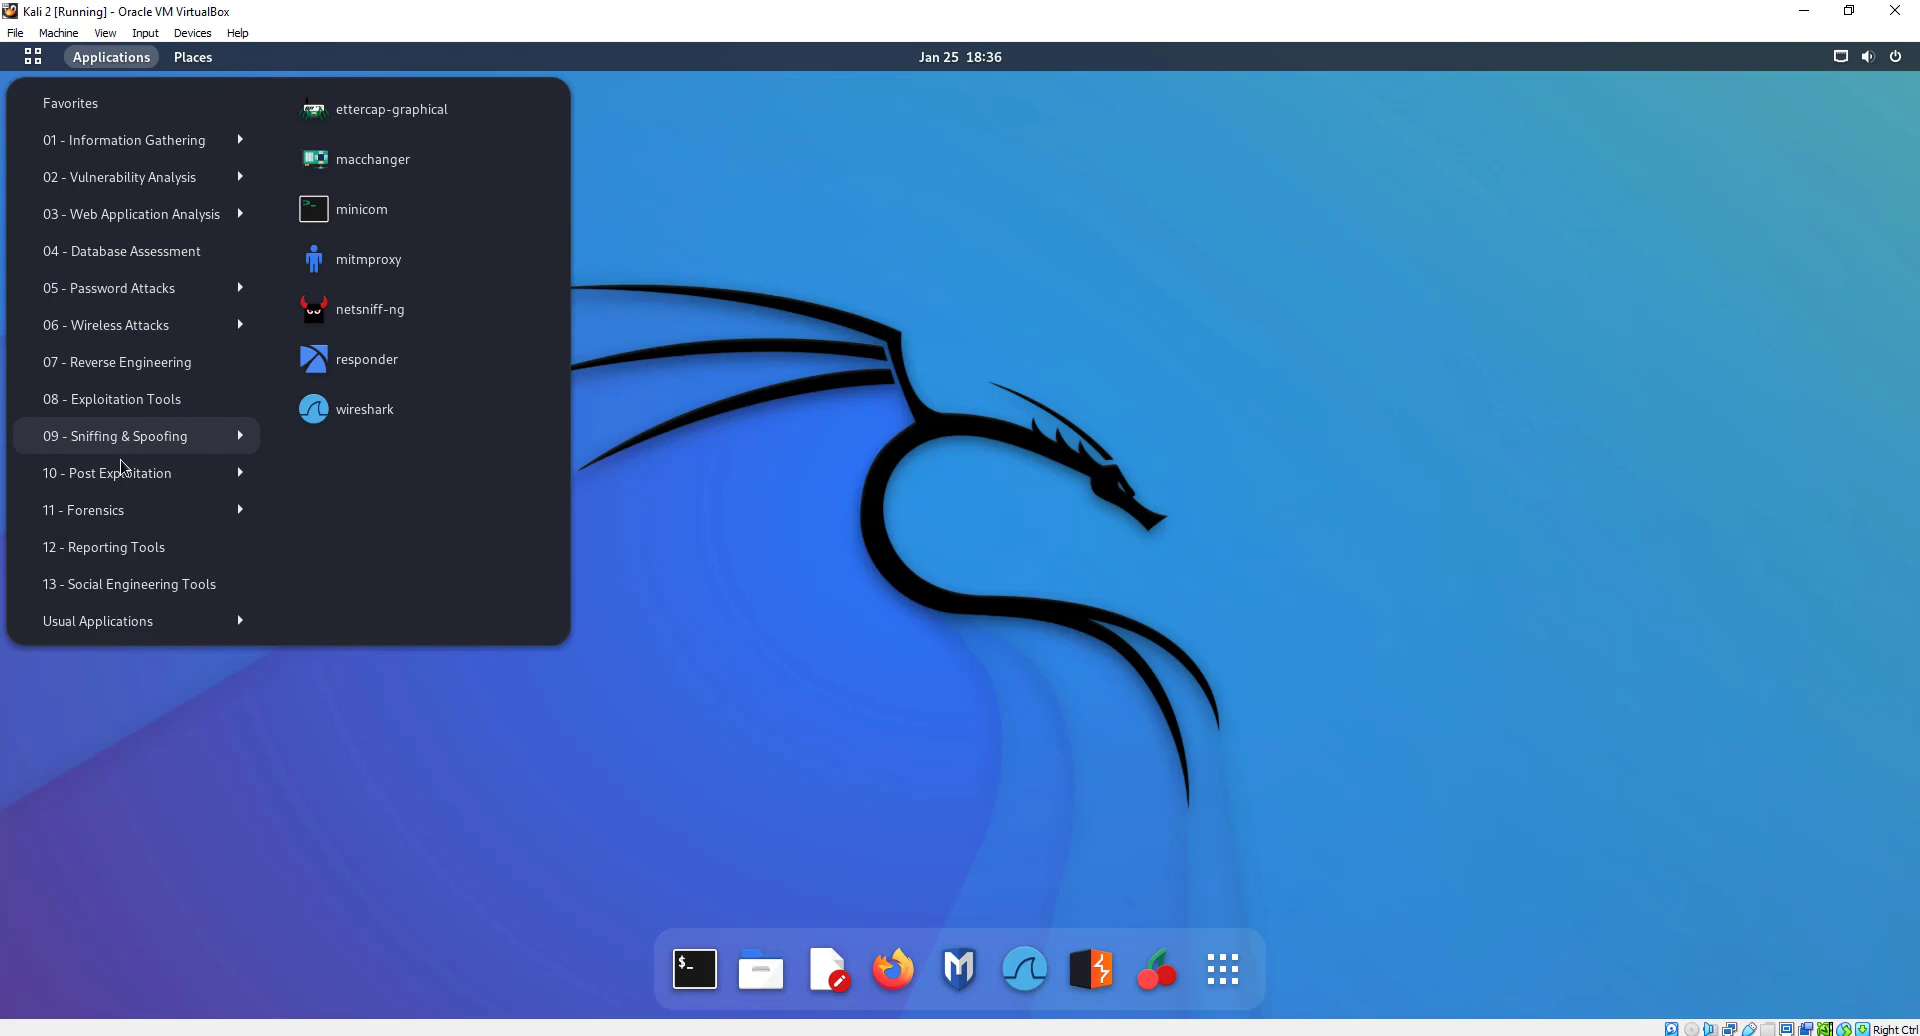 Kali 2 [Running] - Oracle VM VirtualBox
File Machine View Input Devices Help
Applications Places Jan 25 18:36
Favorites
01 - Information Gathering
02 - Vulnerability Analysis
03 - Web Application Analysis
04 - Database Assessment
05 - Password Attacks
06 - Wireless Attacks
07 - Reverse Engineering
08 - Exploitation Tools
09 - Sniffing & Spoofing
10 - Post Exploitation
11 - Forensics
12 - Reporting Tools
13 - Social Engineering Tools
Usual Applications
ettercap-graphical
macchanger
minicom
mitmproxy
netsniff-ng
responder
wireshark
$_
Right Ctrl